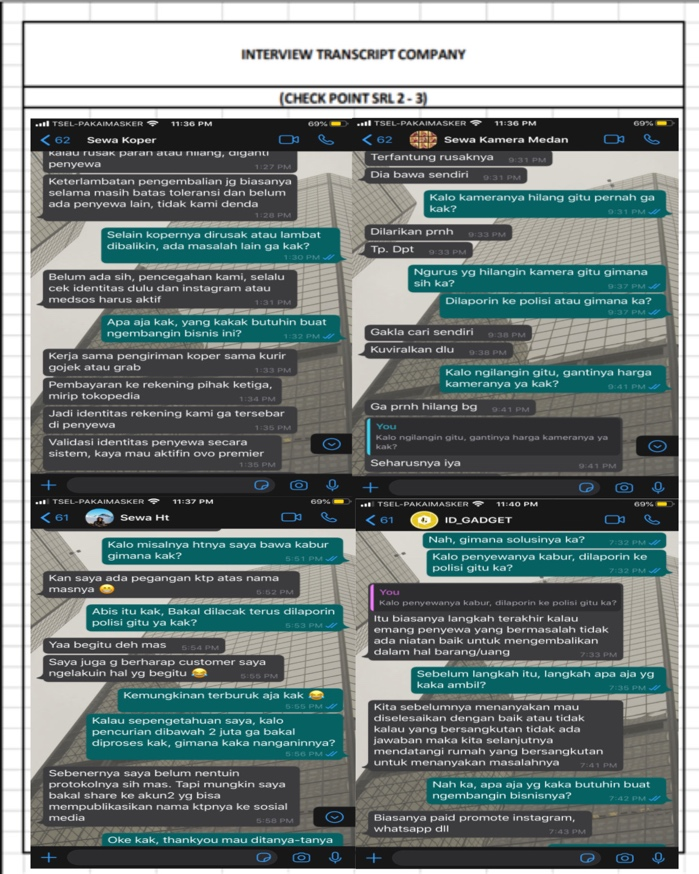 INTERVIEW TRANSCRIPT COMPANY
(CHECK POINT SRL 2 - 3)
TSEL-PAKAIMASKER 11:36 PM 69%
62 Sewa Koper
kalau rusak parah atau hilang, diganti
penyewa 1:27 PM
Keterlambatan pengembalian jg biasanya
selama masih batas toleransi dan belum
ada penyewa lain, tidak kami denda
1:28 PM
Selain kopernya dirusak atau lambat
dibalikin, ada masalah lain ga kak?
1:30 PM
Belum ada sih, pencegahan kami, selalu
cek identitas dulu dan instagram atau
medsos harus aktif 1:31 PM
Apa aja kak, yang kakak butuhin buat
ngembangin bisnis ini? 1:32 PM
Kerja sama pengiriman koper sama kurir
gojek atau grab 1:33 PM
Pembayaran ke rekening pihak ketiga,
mirip tokopedia 1:34 PM
Jadi identitas rekening kami ga tersebar
di penyewa 1:35 PM
Validasi identitas penyewa secara
sistem, kaya mau aktifin ovo premier
1:35 PM
TSEL-PAKAIMASKER 11:36 PM 69%
62 Sewa Kamera Medan
Terfantung rusaknya 9:31 PM
Dia bawa sendiri 9:31 PM
Kalo kameranya hilang gitu pernah ga
kak? 9:31 PM
Dilarikan prnh 9:33 PM
Tp. Dpt 9:33 PM
Ngurus yg hilangin kamera gitu gimana
sih ka? 9:37 PM
Dilaporin ke polisi atau gimana ka?
9:37 PM
Gakla cari sendiri 9:38 PM
Kuviralkan dlu 9:38 PM
Kalo ngilangin gitu, gantinya harga
kameranya ya kak? 9:41 PM
Ga prnh hilang bg 9:41 PM
You
Kalo ngilangin gitu, gantinya harga kameranya ya
kak?
Seharusnya iya 9:41 PM
TSEL-PAKAIMASKER 11:37 PM 69%
61 Sewa Ht
Kalo misalnya htnya saya bawa kabur
gimana kak? 5:51 PM
Kan saya ada pegangan ktp atas nama
masnya 😁 5:52 PM
Abis itu kak, Bakal dilacak terus dilaporin
polisi gitu ya kak? 5:53 PM
Yaa begitu deh mas 5:54 PM
Saya juga g berharap customer saya
ngelakuin hal yg begitu 😂 5:55 PM
Kemungkinan terburuk aja kak 😂
5:55 PM
Kalau sepengetahuan saya, kalo
pencurian dibawah 2 juta ga bakal
diproses kak, gimana kaka nanganinnya?
5:56 PM
Sebenernya saya belum nentuin
protokolnya sih mas. Tapi mungkin saya
bakal share ke akun2 yg bisa
mempublikasikan nama ktpnya ke sosial
media 5:58 PM
Oke kak, thankyou mau ditanya-tanya
TSEL-PAKAIMASKER 11:40 PM 69%
61 ID_GADGET
Nah, gimana solusinya ka? 7:32 PM
Kalo penyewanya kabur, dilaporin ke
polisi gitu ka? 7:32 PM
You
Kalo penyewanya kabur, dilaporin ke polisi gitu ka?
Itu biasanya langkah terakhir kalau
emang penyewa yang bermasalah tidak
ada niatan baik untuk mengembalikan
dalam hal barang/uang 7:33 PM
Sebelum langkah itu, langkah apa aja yg
kaka ambil? 7:35 PM
Kita sebelumnya menanyakan mau
diselesaikan dengan baik atau tidak
kalau yang bersangkutan tidak ada
jawaban maka kita selanjutnya
mendatangi rumah yang bersangkutan
untuk menanyakan masalahnya
7:41 PM
Nah ka, apa aja yg kaka butuhin buat
ngembangin bisnisnya? 7:42 PM
Biasanya paid promote instagram,
whatsapp dll 7:43 PM